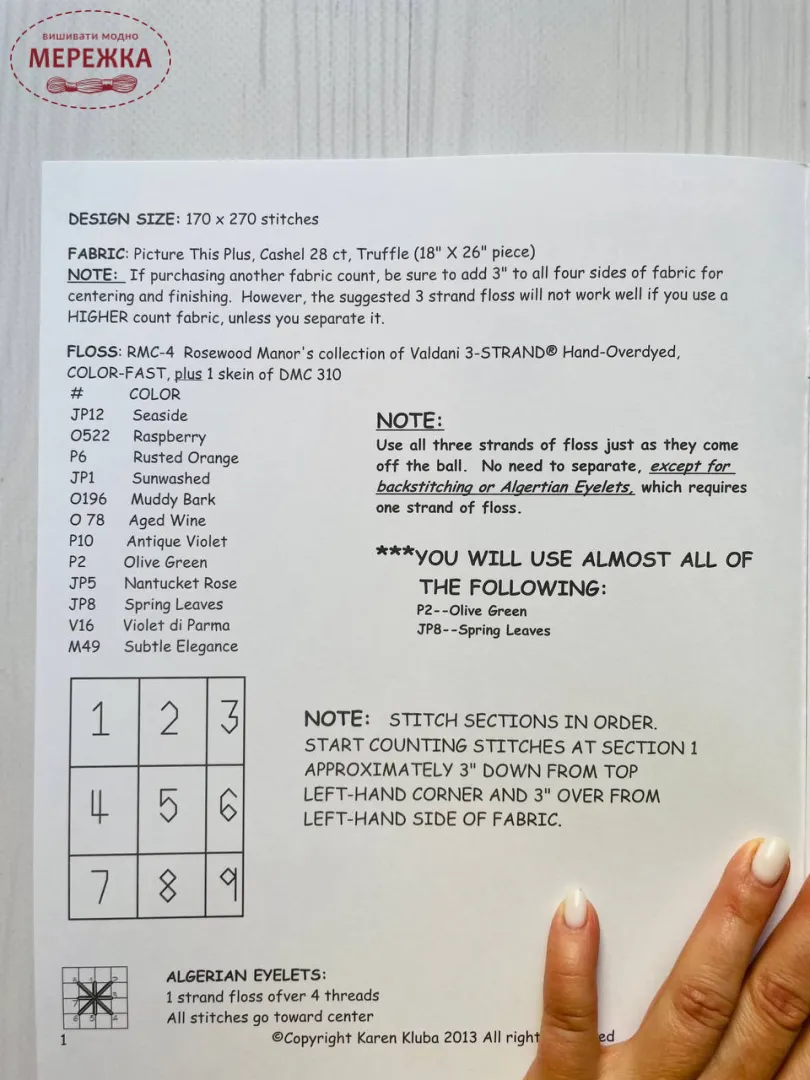 вишивати модно
МЕРЕЖКА
DESIGN SIZE: 170 x 270 stitches
FABRIC: Picture This Plus, Cashel 28 ct, Truffle (18" X 26" piece)
NOTE: If purchasing another fabric count, be sure to add 3" to all four sides of fabric for
centering and finishing. However, the suggested 3 strand floss will not work well if you use a
HIGHER count fabric, unless you separate it.
FLOSS: RMC-4 Rosewood Manor's collection of Valdani 3-STRAND® Hand-Overdyed,
COLOR-FAST, plus 1 skein of DMC 310
# COLOR
JP12 Seaside
O522 Raspberry
P6 Rusted Orange
JP1 Sunwashed
O196 Muddy Bark
O 78 Aged Wine
P10 Antique Violet
P2 Olive Green
JP5 Nantucket Rose
JP8 Spring Leaves
V16 Violet di Parma
M49 Subtle Elegance
NOTE:
Use all three strands of floss just as they come
off the ball. No need to separate, except for
backstitching or Algertian Eyelets, which requires
one strand of floss.
***YOU WILL USE ALMOST ALL OF
THE FOLLOWING:
P2--Olive Green
JP8--Spring Leaves
1 2 3
4 5 6
7 8 9
NOTE: STITCH SECTIONS IN ORDER.
START COUNTING STITCHES AT SECTION 1
APPROXIMATELY 3" DOWN FROM TOP
LEFT-HAND CORNER AND 3" OVER FROM
LEFT-HAND SIDE OF FABRIC.
ALGERIAN EYELETS:
1 strand floss ofver 4 threads
All stitches go toward center
1
©Copyright Karen Kluba 2013 All right ed